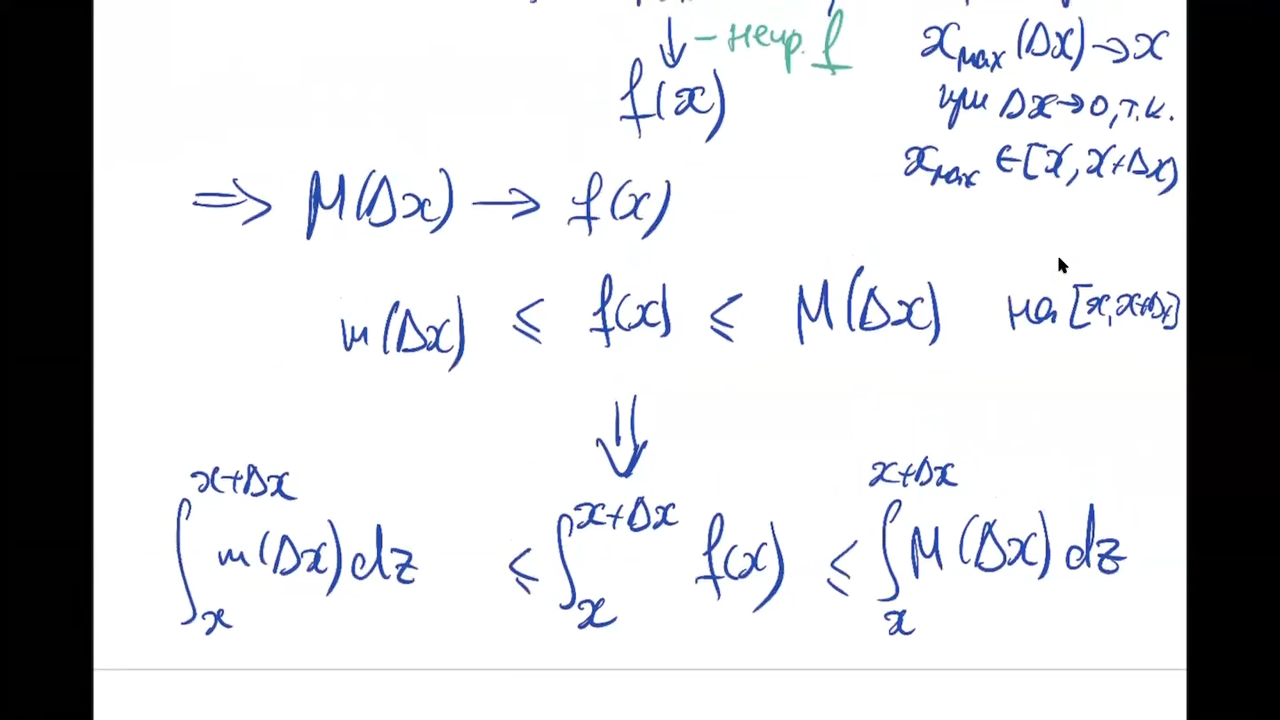 ↓ – непр. f
f(x)
x_max (Δx) → x
при Δx → 0, т.к.
x_max ∈ [x, x+Δx)
⇒ M(Δx) → f(x)
m(Δx) ≤ f(x) ≤ M(Δx) на [x, x+Δx]
⇓
∫_x^{x+Δx} m(Δx) dz ≤ ∫_x^{x+Δx} f(x) ≤ ∫_x^{x+Δx} M(Δx) dz